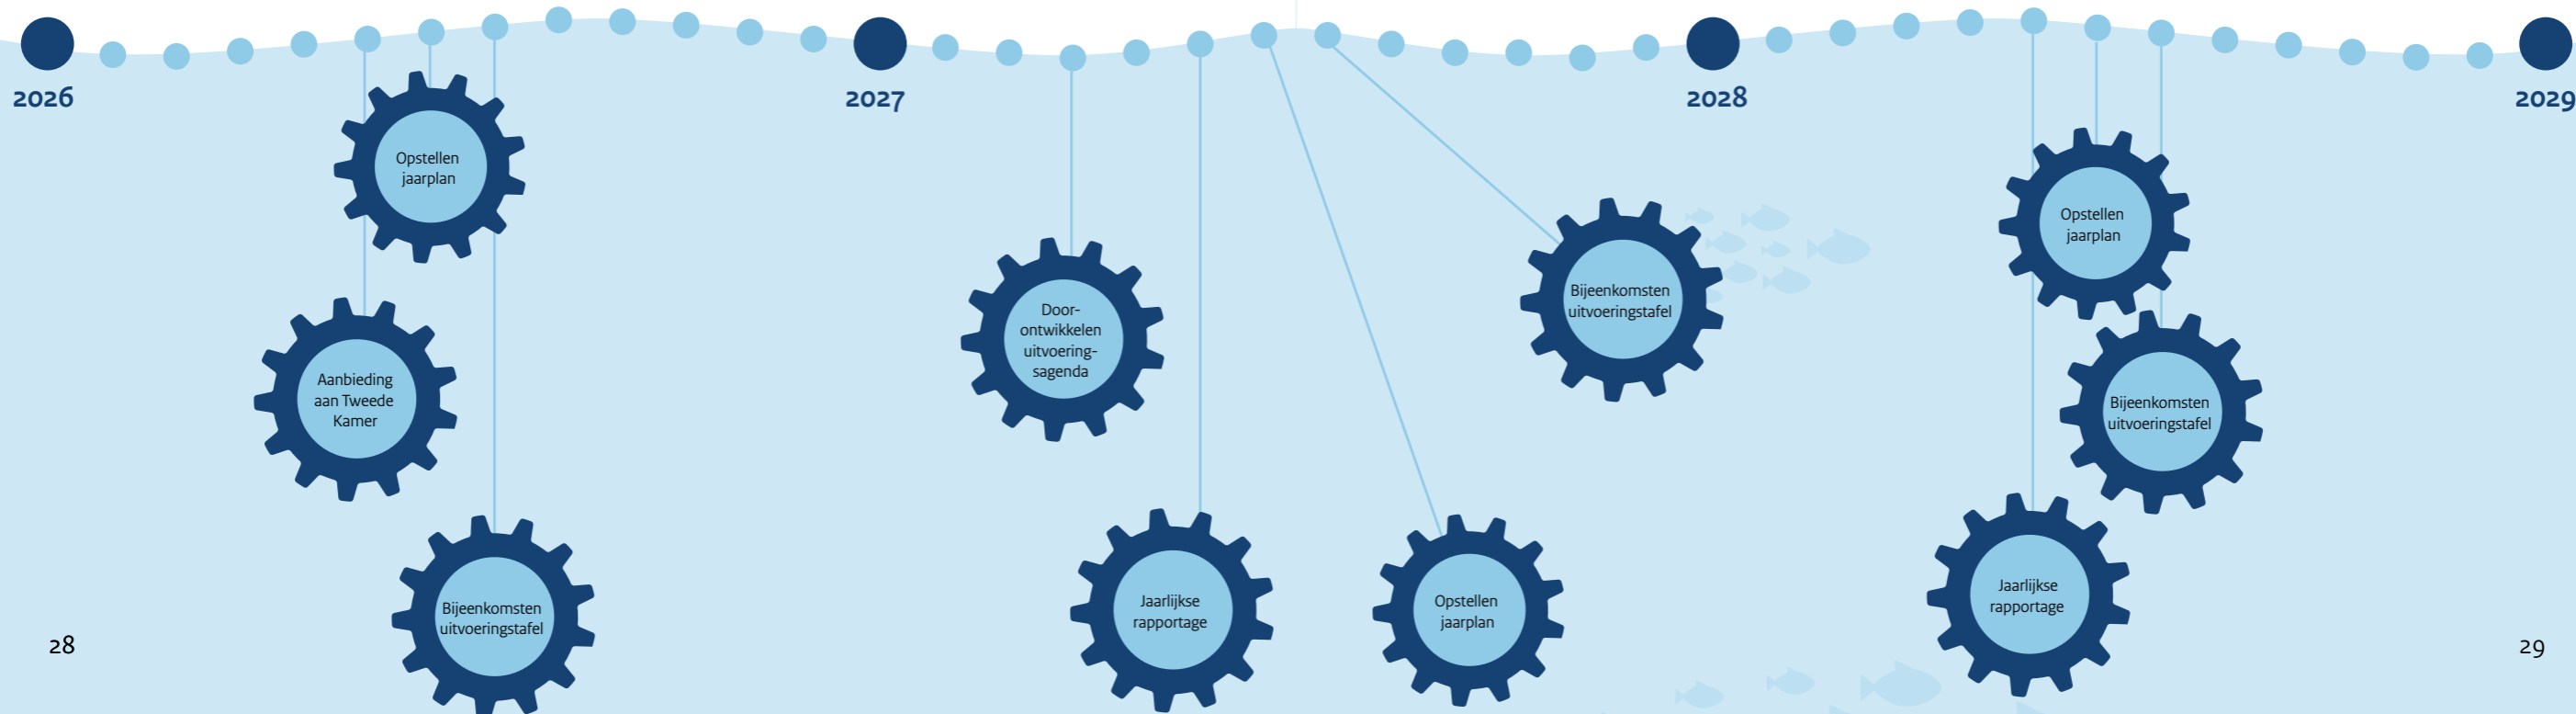 2026
2027
2028
2029
Opstellen
jaarplan
Aanbieding
aan Tweede
Kamer
Bijeenkomsten
uitvoeringstafel
Door-
ontwikkelen
uitvoering-
sagenda
Jaarlijkse
rapportage
Opstellen
jaarplan
Bijeenkomsten
uitvoeringstafel
Opstellen
jaarplan
Bijeenkomsten
uitvoeringstafel
Jaarlijkse
rapportage
28
29